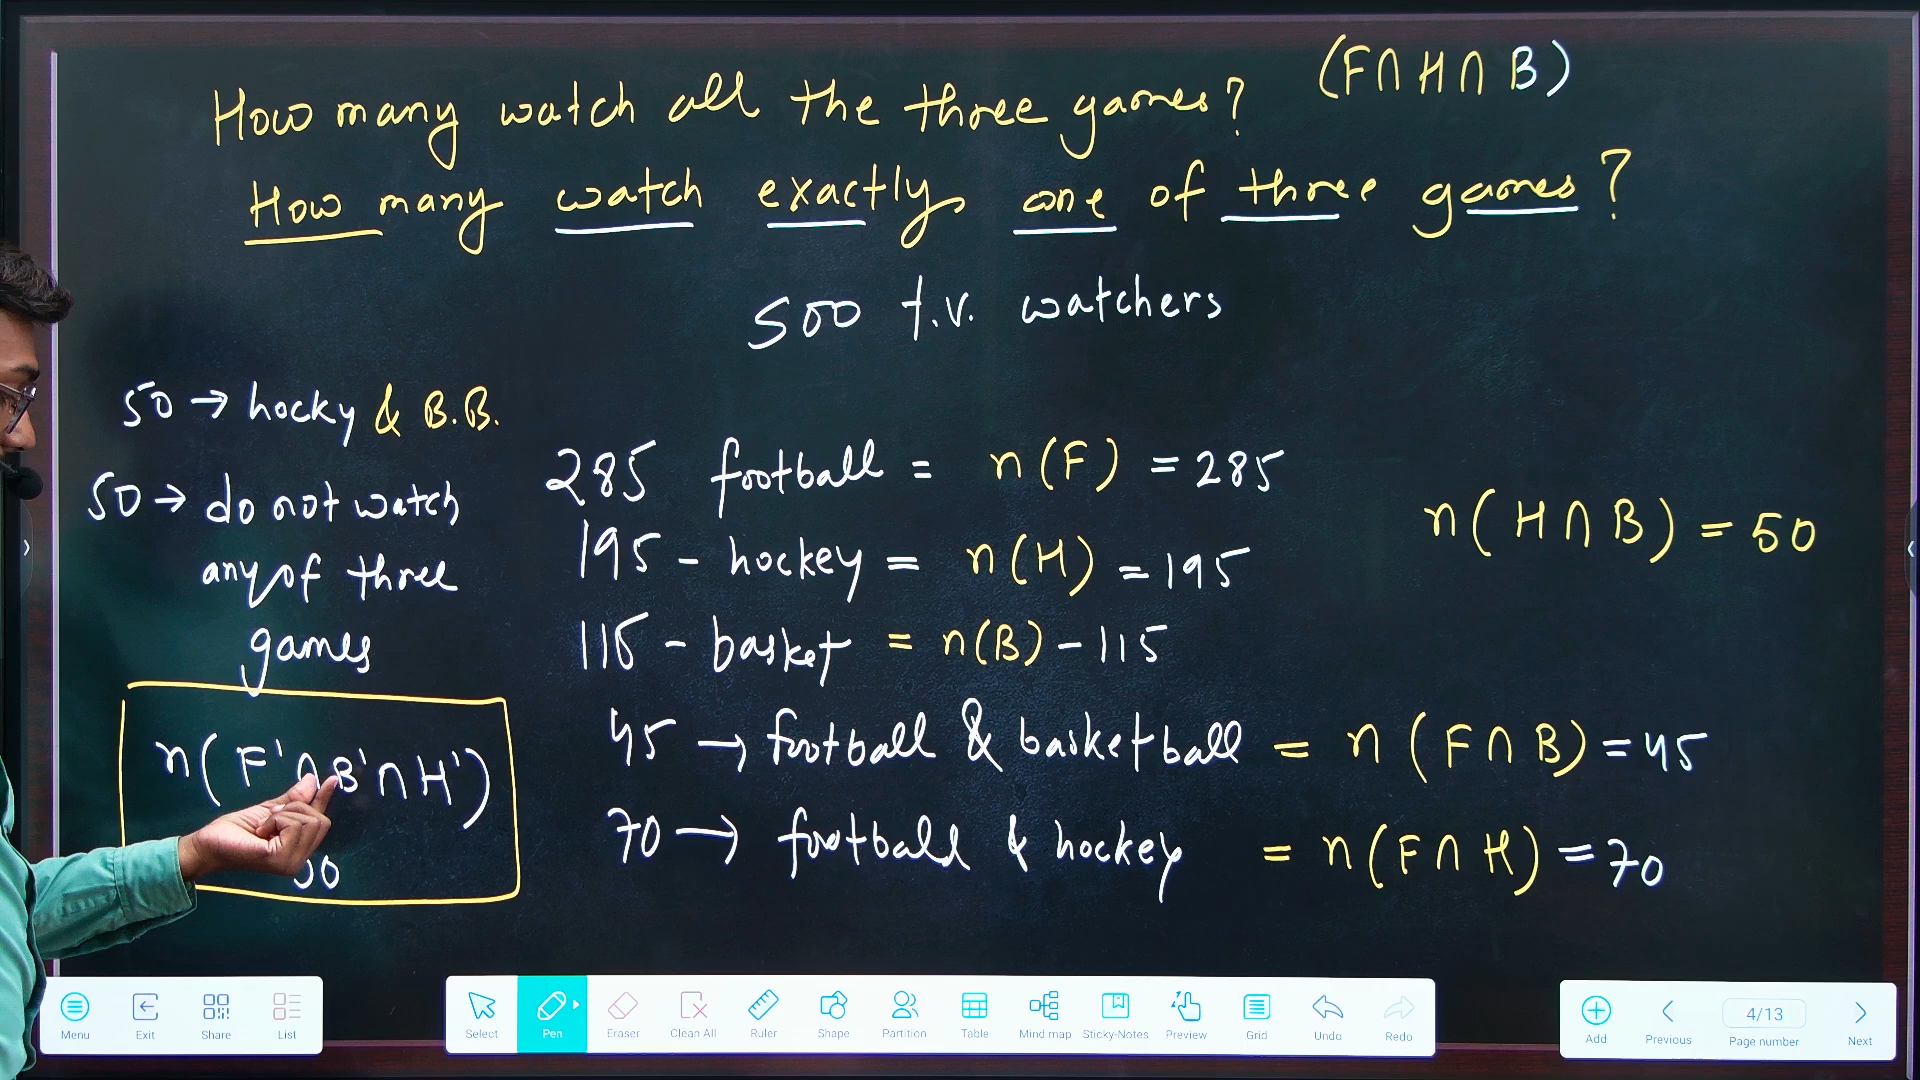 How many watch all the three games? (F∩H∩B)
How many watch exactly one of three games?
500 t.v. watchers
50 → hocky & B.B.
50 → do not watch
any of three
games
n(F'∩B'∩H')
50
285 football = n(F) = 285
195 - hockey = n(H) = 195
115 - basket = n(B) - 115
45 → football & basketball = n(F∩B) = 45
70 → football & hockey = n(F∩H) = 70
n(H∩B) = 50
Menu Exit Share List
Select Pen Eraser Clean All Ruler Shape Partition Table Mind map Sticky-Notes Preview Grid Undo Redo
Add Previous 4/13 Page number Next